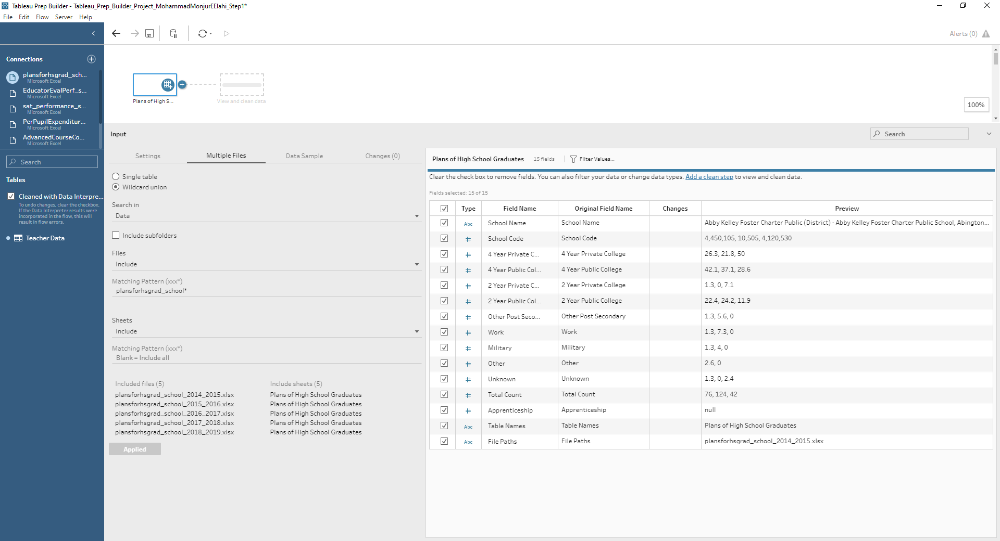 Tableau Prep Builder - Tableau_Prep_Builder_Project_MohammadMonjurEElahi_Step1*
File Edit Flow Server Help
Alerts (0)
Connections
plansforhsgrad_sch...
Microsoft Excel
EducatorEvalPerf_s...
Microsoft Excel
sat_performance_s...
Microsoft Excel
PerPupilExpenditur...
Microsoft Excel
AdvancedCourseCo...
Microsoft Excel
Search
Tables
Cleaned with Data Interpre...
To undo changes, clear the checkbox.
If the Data Interpreter results were
incorporated in the flow, this will
result in flow errors.
Teacher Data
Plans of High S...
View and clean data
100%
Input
Search
Settings Multiple Files Data Sample Changes (0)
Single table
Wildcard union
Search in
Data
Include subfolders
Files
Include
Matching Pattern (xxx*)
plansforhsgrad_school*
Sheets
Include
Matching Pattern (xxx*)
Blank = Include all
Included files (5) Include sheets (5)
plansforhsgrad_school_2014_2015.xlsx Plans of High School Graduates
plansforhsgrad_school_2015_2016.xlsx Plans of High School Graduates
plansforhsgrad_school_2016_2017.xlsx Plans of High School Graduates
plansforhsgrad_school_2017_2018.xlsx Plans of High School Graduates
plansforhsgrad_school_2018_2019.xlsx Plans of High School Graduates
Applied
Plans of High School Graduates 15 fields Filter Values...
Clear the check box to remove fields. You can also filter your data or change data types. Add a clean step to view and clean data.
Fields selected: 15 of 15
Type Field Name Original Field Name Changes Preview
Abc School Name School Name Abby Kelley Foster Charter Public (District) - Abby Kelley Foster Charter Public School, Abington...
# School Code School Code 4,450,105, 10,505, 4,120,530
# 4 Year Private C... 4 Year Private College 26.3, 21.8, 50
# 4 Year Public Col... 4 Year Public College 42.1, 37.1, 28.6
# 2 Year Private C... 2 Year Private College 1.3, 0, 7.1
# 2 Year Public Col... 2 Year Public College 22.4, 24.2, 11.9
# Other Post Seco... Other Post Secondary 1.3, 5.6, 0
# Work Work 1.3, 7.3, 0
# Military Military 1.3, 4, 0
# Other Other 2.6, 0
# Unknown Unknown 1.3, 0, 2.4
# Total Count Total Count 76, 124, 42
# Apprenticeship Apprenticeship null
Abc Table Names Table Names Plans of High School Graduates
Abc File Paths File Paths plansforhsgrad_school_2014_2015.xlsx